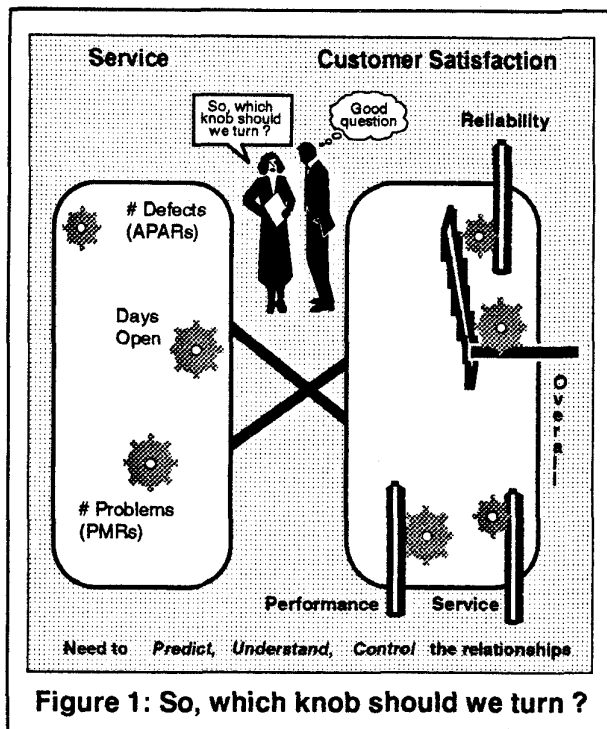 Service
Customer Satisfaction
So, which
knob should
we turn ?
Good
question
Reliability
# Defects
(APARs)
Days
Open
# Problems
(PMRs)
Overall
Performance
Service
Need to Predict, Understand, Control the relationships
Figure 1: So, which knob should we turn ?